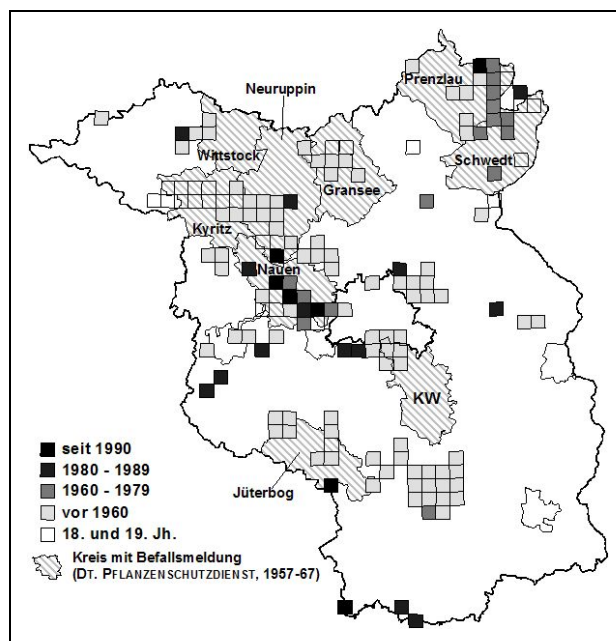 Neuruppin
Prenzlau
Wittstock
Schwedt
Gransee
Kyritz
Nauen
KW
Jüterbog
seit 1990
1980 - 1989
1960 - 1979
vor 1960
18. und 19. Jh.
Kreis mit Befallsmeldung
(DT. PFLANZENSCHUTZDIENST, 1957-67)